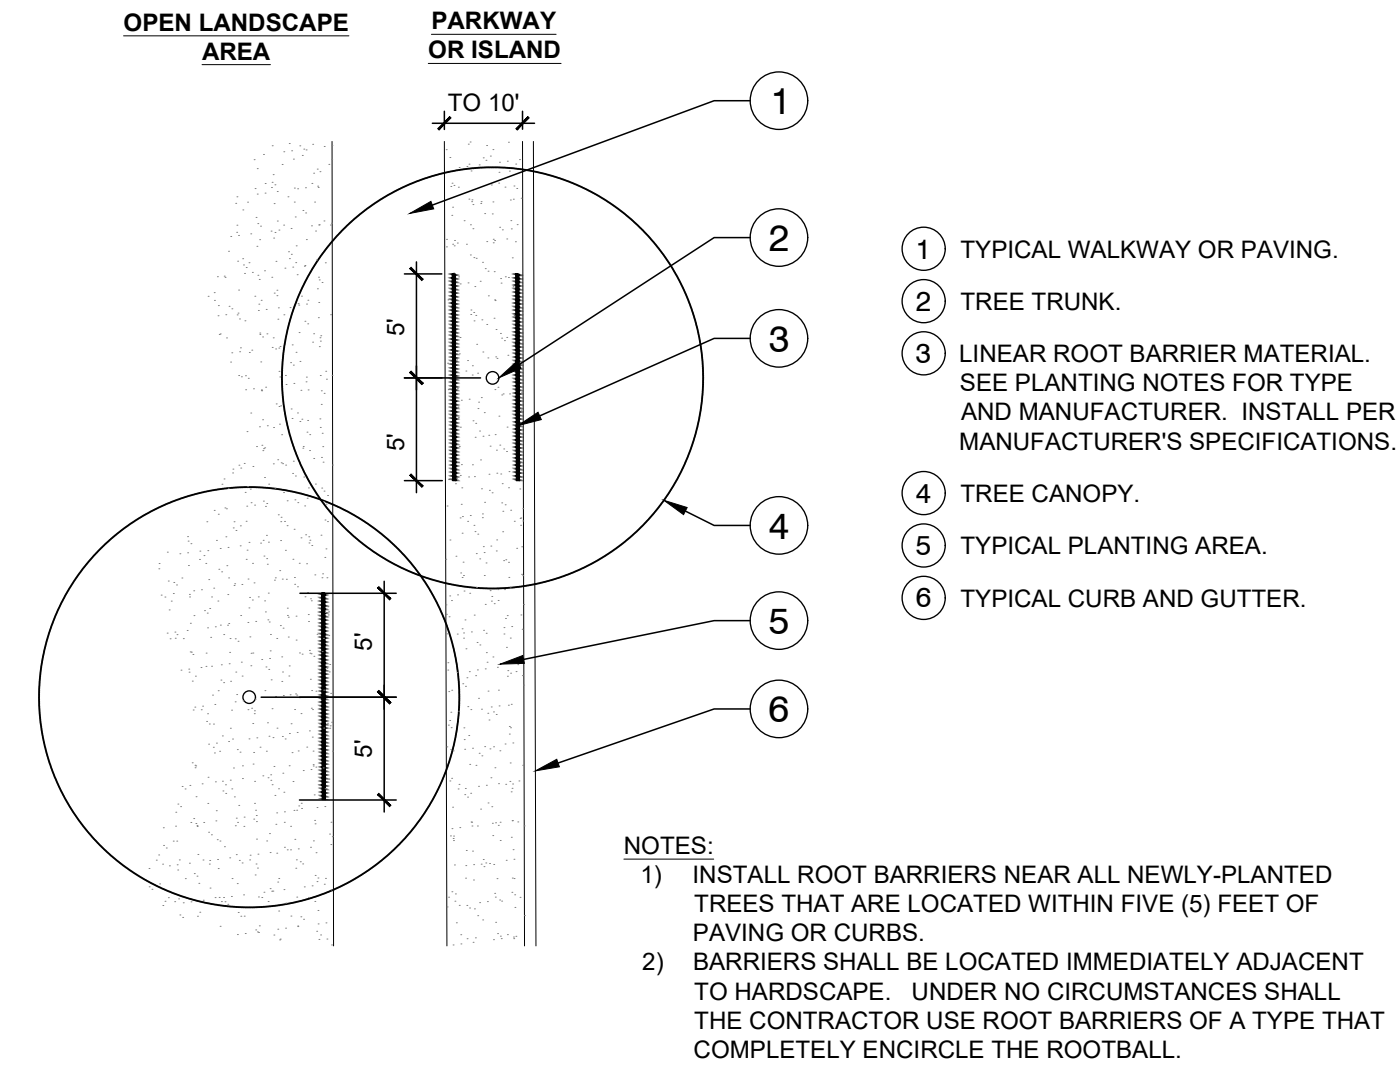 OPEN LANDSCAPE
AREA
PARKWAY
OR ISLAND
TO 10'
1
2
3
4
5
6
5'
5'
5'
5'
1 TYPICAL WALKWAY OR PAVING.
2 TREE TRUNK.
3 LINEAR ROOT BARRIER MATERIAL.
SEE PLANTING NOTES FOR TYPE
AND MANUFACTURER. INSTALL PER
MANUFACTURER'S SPECIFICATIONS.
4 TREE CANOPY.
5 TYPICAL PLANTING AREA.
6 TYPICAL CURB AND GUTTER.
NOTES:
1) INSTALL ROOT BARRIERS NEAR ALL NEWLY-PLANTED
TREES THAT ARE LOCATED WITHIN FIVE (5) FEET OF
PAVING OR CURBS.
2) BARRIERS SHALL BE LOCATED IMMEDIATELY ADJACENT
TO HARDSCAPE. UNDER NO CIRCUMSTANCES SHALL
THE CONTRACTOR USE ROOT BARRIERS OF A TYPE THAT
COMPLETELY ENCIRCLE THE ROOTBALL.